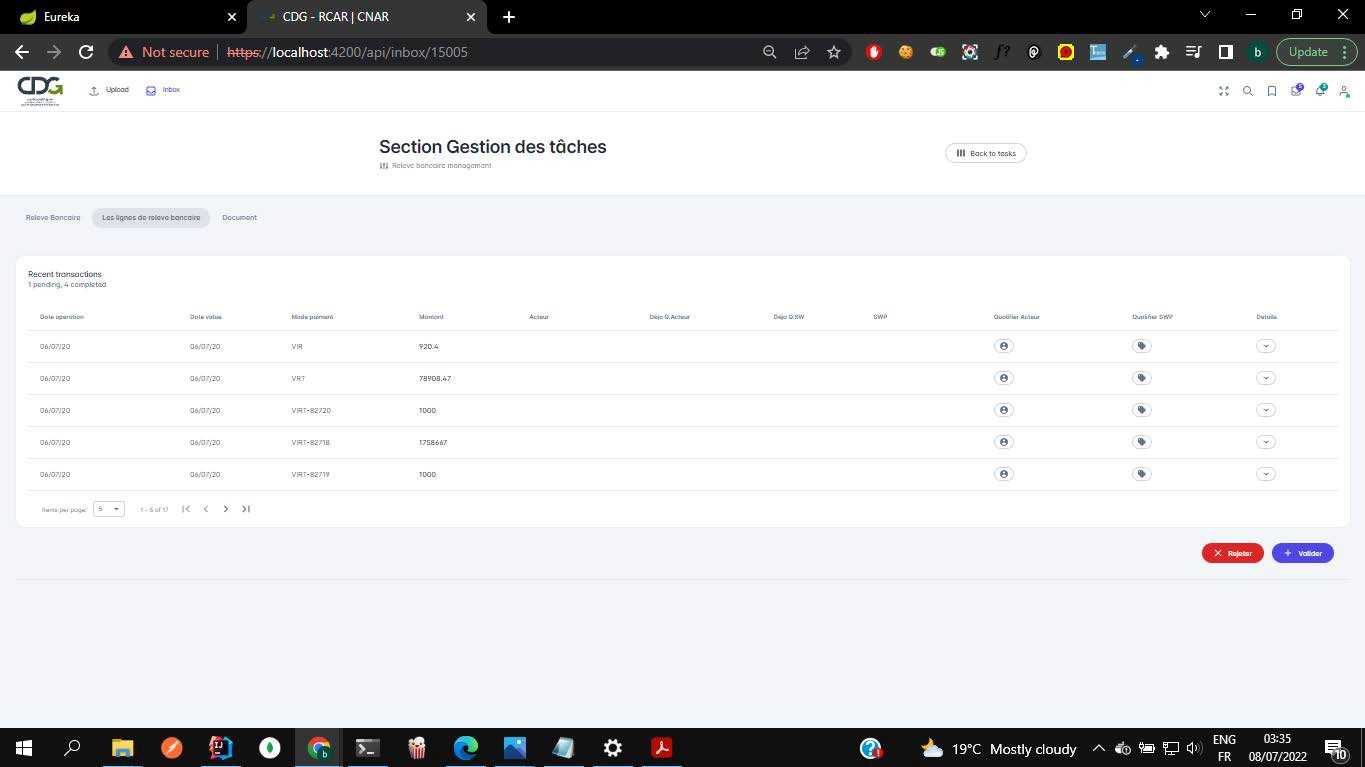 Eureka
CDG - RCAR | CNAR
Not secure
https://localhost:4200/api/inbox/15005
Update
CDG
Upload
Inbox
Section Gestion des tâches
Back to tasks
Releve bancaire management
Releve Bancaire
Les lignes de releve bancaire
Document
Recent transactions
1 pending, 4 completed
Date operation Date value Mode paiment Montant Acteur Déja Q.Acteur Déja Q.SW SWP Qualifier Acteur Qualifier SWP Details
06/07/20 06/07/20 VIR 920.4
06/07/20 06/07/20 VRT 78908.47
06/07/20 06/07/20 VIRT-82720 1000
06/07/20 06/07/20 VIRT-82718 1758667
06/07/20 06/07/20 VIRT-82719 1000
Items per page: 5 1 – 5 of 17
Rejeter
Valider
19°C Mostly cloudy
ENG
FR
03:35
08/07/2022
10